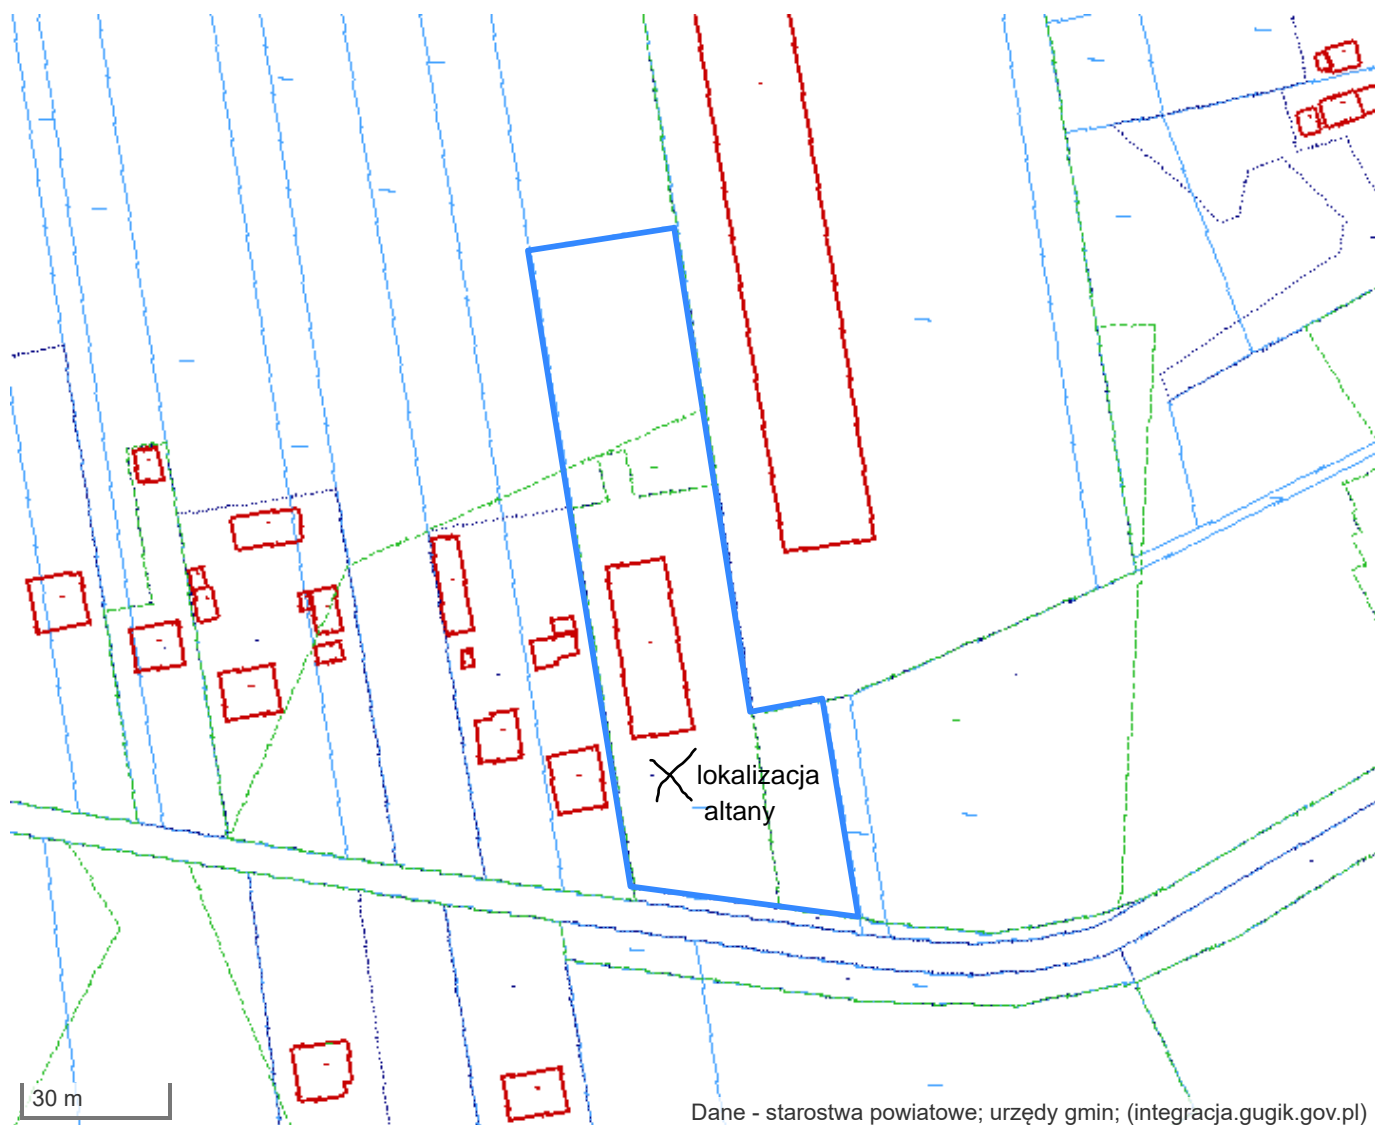 lokalizacja
altany
30 m
Dane - starostwa powiatowe; urzędy gmin; (integracja.gugik.gov.pl)